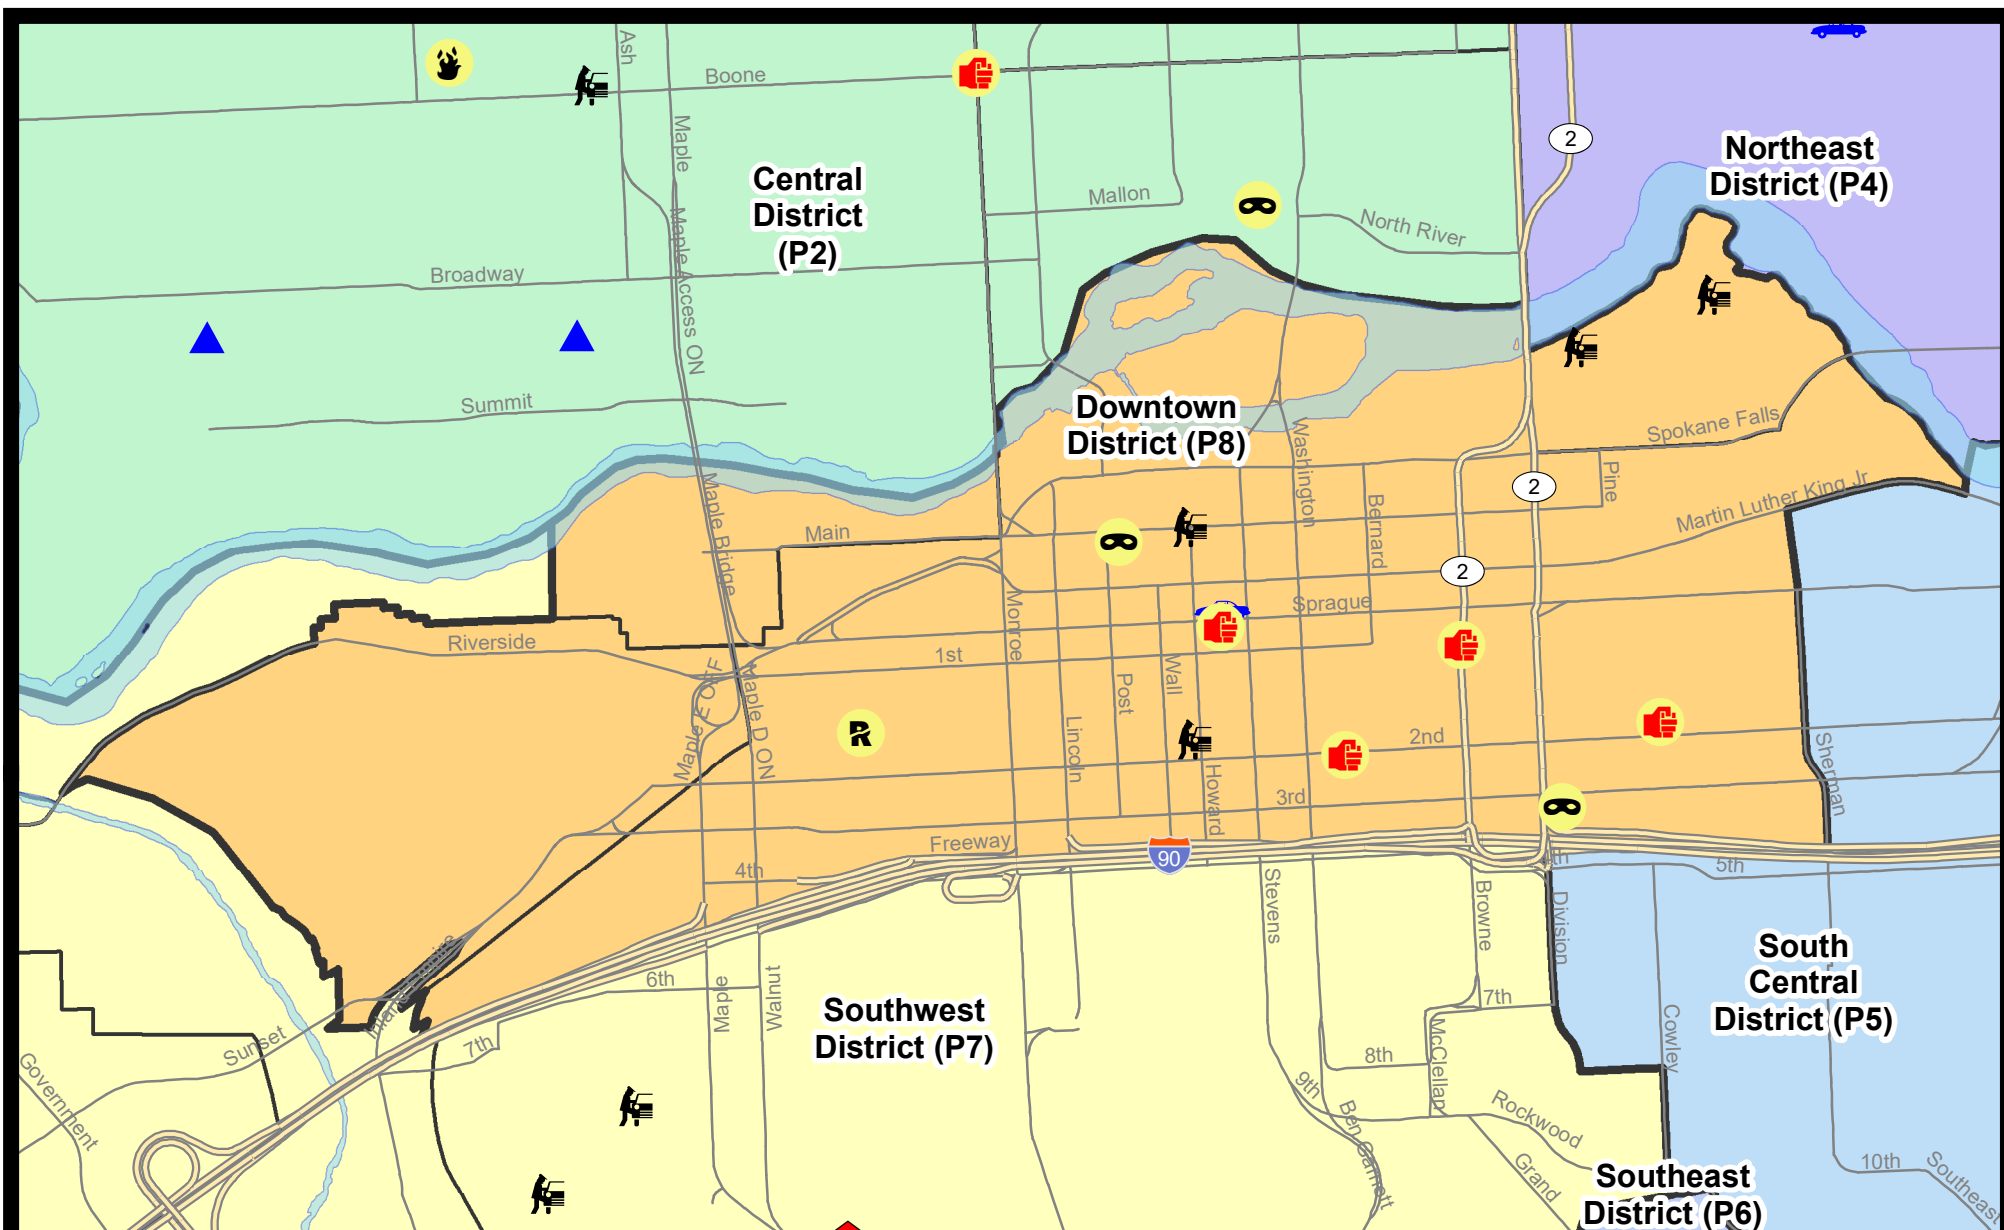 Ash
Boone
2
Maple
Northeast
District (P4)
Central
District
(P2)
Mallon
North River
Maple Access ON
Broadway
Summit
Downtown
District (P8)
Spokane Falls
Washington
Pine
2
Bernard
Martin Luther King Jr
Maple Bridge
Main
2
Monroe
Sprague
Riverside
1st
Wall
Post
Maple E OFF
Maple D ON
R
Lincoln
2nd
Howard
Sherman
3rd
Freeway
90
4th
4th
5th
Stevens
Browne
Division
6th
Maple
Walnut
7th
Southwest
District (P7)
South
Central
District (P5)
Sunset
7th
McClellan
Cowley
8th
Government
9th
Rockwood
Ben Garnett
Grand
10th
Southeast
Southeast
District (P6)